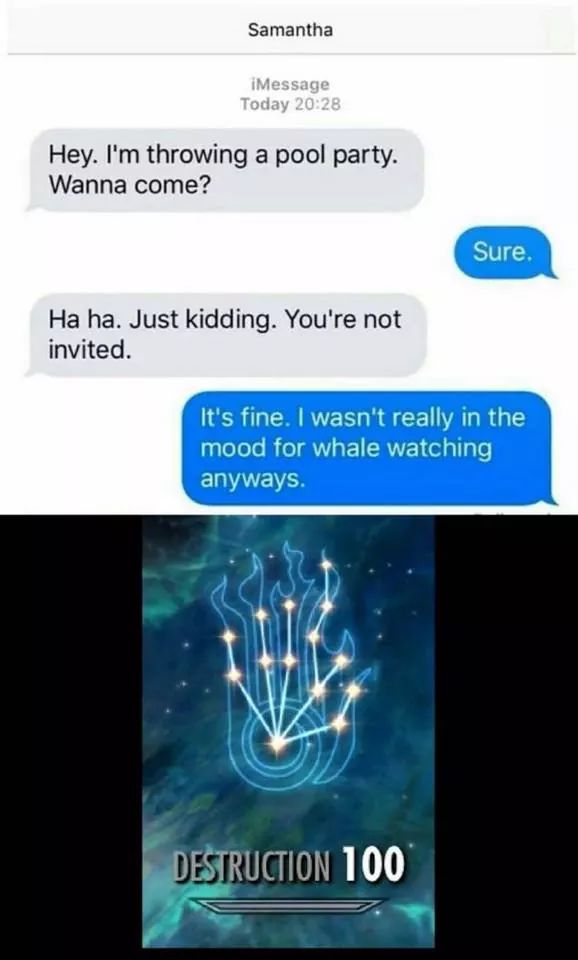 Samantha
iMessage
Today 20:28
Hey. I'm throwing a pool party.
Wanna come?
Sure.
Ha ha. Just kidding. You're not
invited.
It's fine. I wasn't really in the
mood for whale watching
anyways.
DESTRUCTION 100